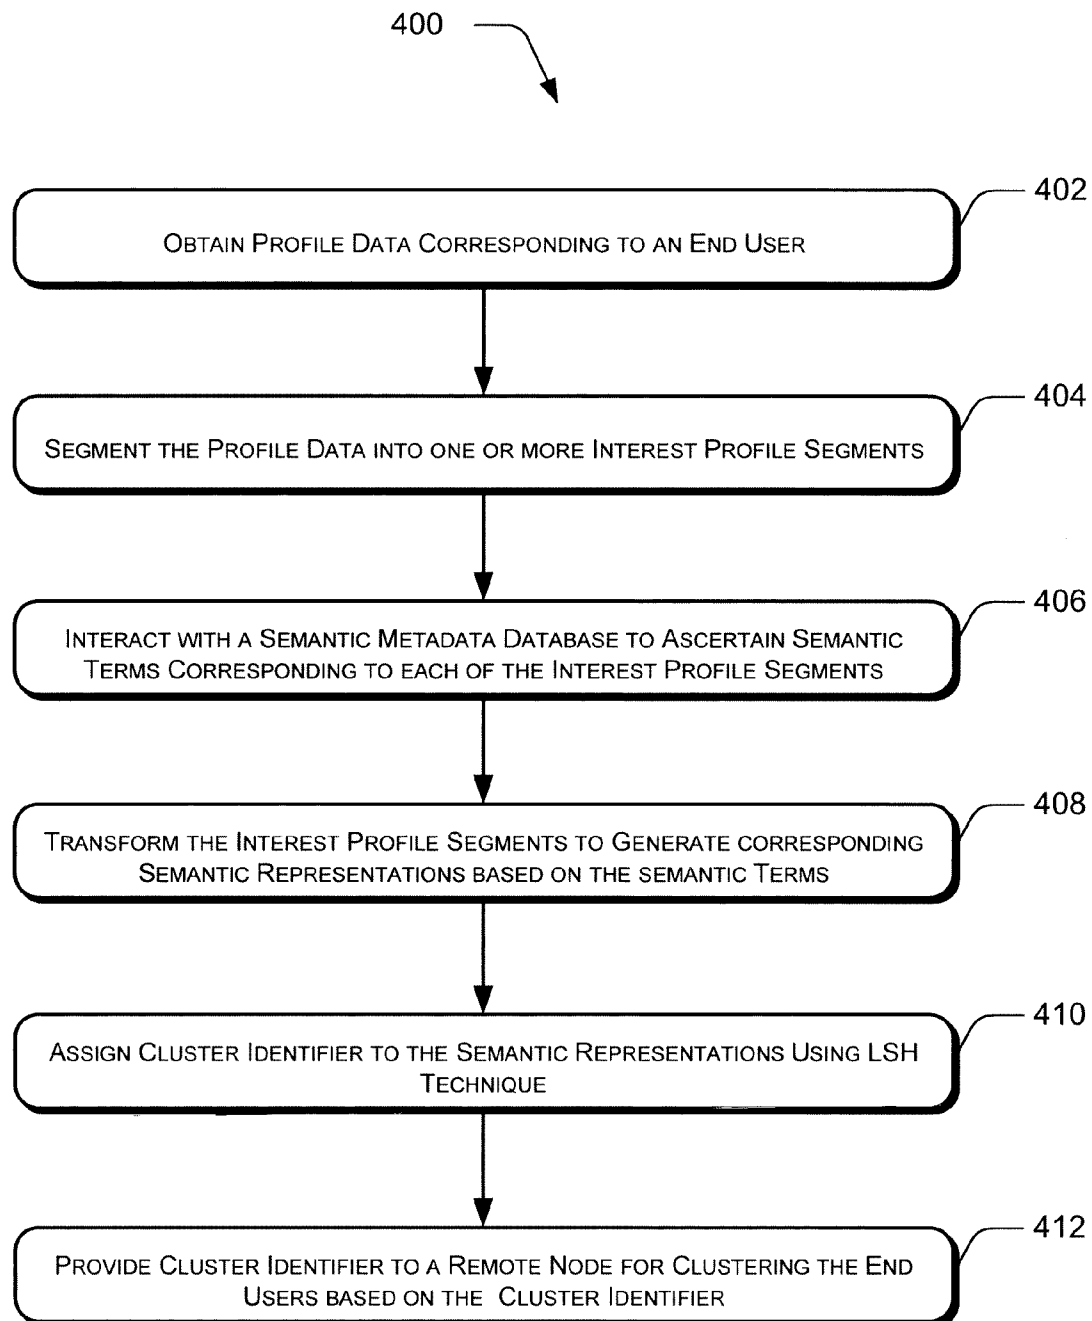 400
402
OBTAIN PROFILE DATA CORRESPONDING TO AN END USER
404
SEGMENT THE PROFILE DATA INTO ONE OR MORE INTEREST PROFILE SEGMENTS
406
INTERACT WITH A SEMANTIC METADATA DATABASE TO ASCERTAIN SEMANTIC
TERMS CORRESPONDING TO EACH OF THE INTEREST PROFILE SEGMENTS
408
TRANSFORM THE INTEREST PROFILE SEGMENTS TO GENERATE CORRESPONDING
SEMANTIC REPRESENTATIONS BASED ON THE SEMANTIC TERMS
410
ASSIGN CLUSTER IDENTIFIER TO THE SEMANTIC REPRESENTATIONS USING LSH
TECHNIQUE
412
PROVIDE CLUSTER IDENTIFIER TO A REMOTE NODE FOR CLUSTERING THE END
USERS BASED ON THE CLUSTER IDENTIFIER